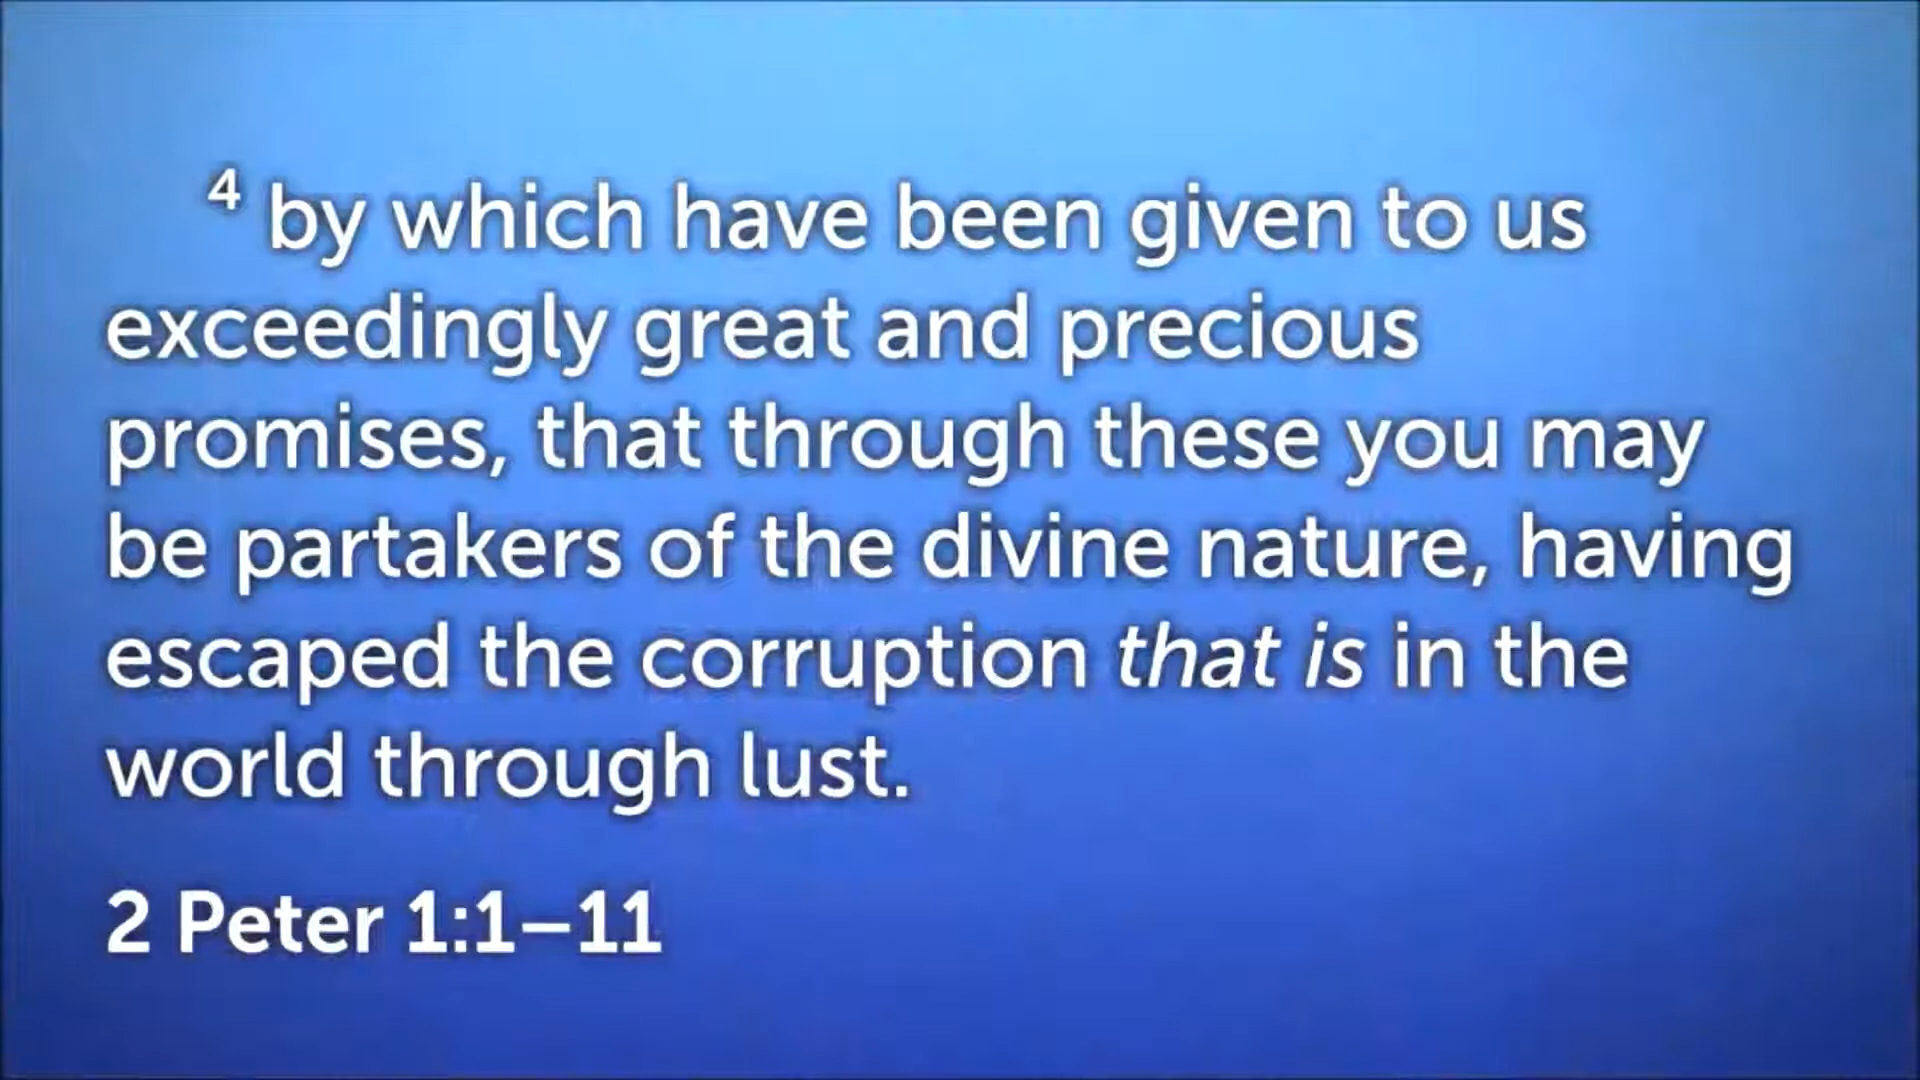 4 by which have been given to us
exceedingly great and precious
promises, that through these you may
be partakers of the divine nature, having
escaped the corruption that is in the
world through lust.
2 Peter 1:1–11